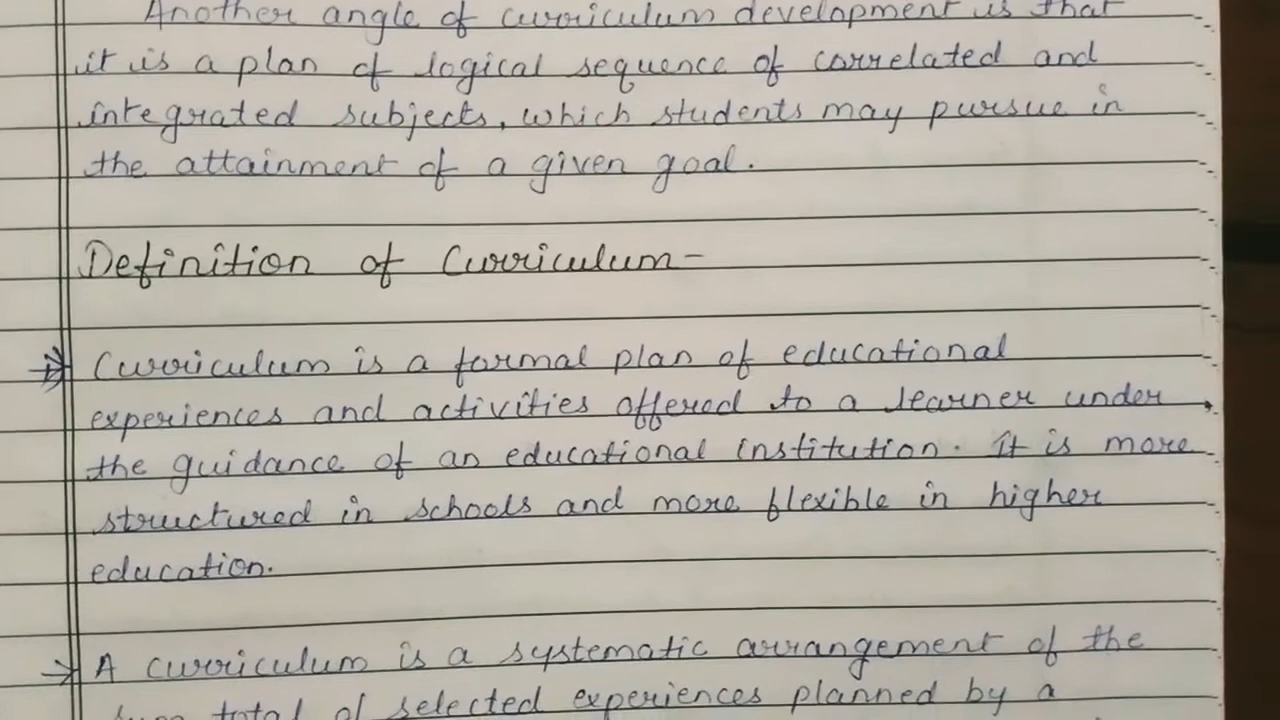 Another angle of curriculum development is that
it is a plan of logical sequence of correlated and
integrated subjects, which students may pursue in
the attainment of a given goal.
Definition of Curriculum-
⇒ Curriculum is a formal plan of educational
experiences and activities offered to a learner under
the guidance of an educational institution. It is more
structured in schools and more flexible in higher
education.
→ A curriculum is a systematic arrangement of the
sum total of selected experiences planned by a